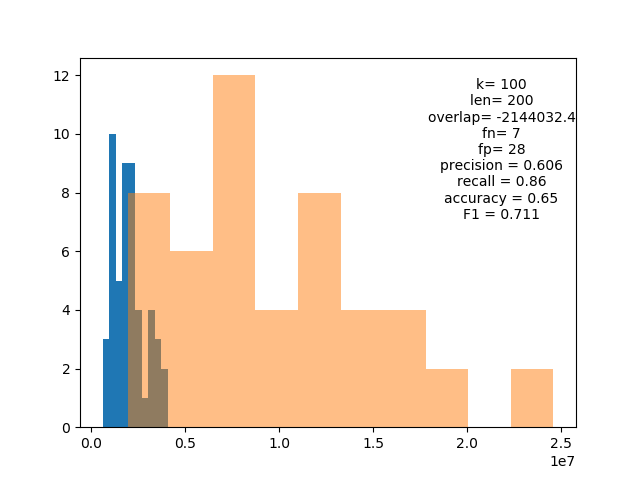 k= 100
len= 200
overlap= -2144032.4
fn= 7
fp= 28
precision = 0.606
recall = 0.86
accuracy = 0.65
F1 = 0.711
12
10
8
6
4
2
0
0.0 0.5 1.0 1.5 2.0 2.5
1e7